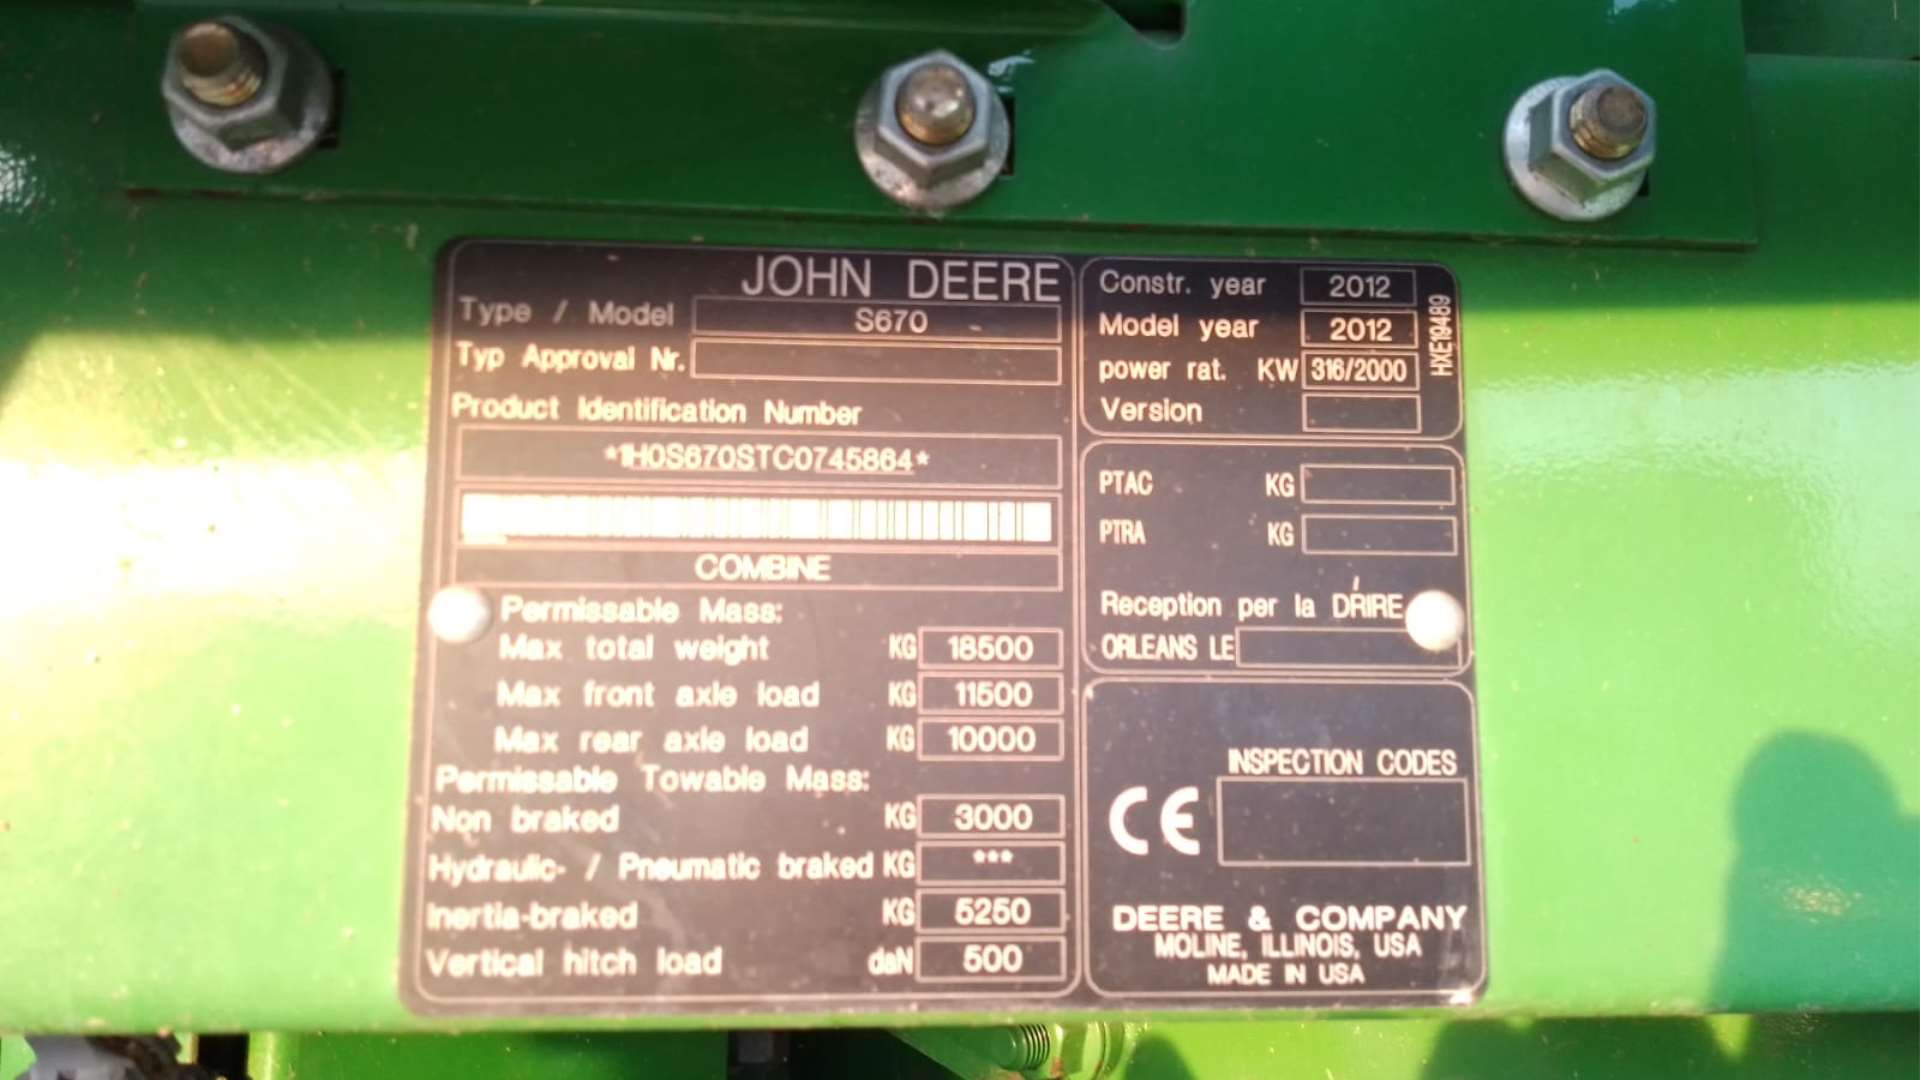 JOHN DEERE
Type / Model S670
Typ Approval Nr.
Product Identification Number
*1H0S670STC0745864*
COMBINE
Permissable Mass:
Max total weight KG 18500
Max front axle load KG 11500
Max rear axle load KG 10000
Permissable Towable Mass:
Non braked KG 3000
Hydraulic- / Pneumatic braked KG ***
Inertia-braked KG 5250
Vertical hitch load daN 500
Constr. year 2012
Model year 2012
power rat. KW 316/2000
Version
HXE19489
PTAC KG
PTRA KG
Reception per la DRIRE
ORLEANS LE
INSPECTION CODES
CE
DEERE & COMPANY
MOLINE, ILLINOIS, USA
MADE IN USA